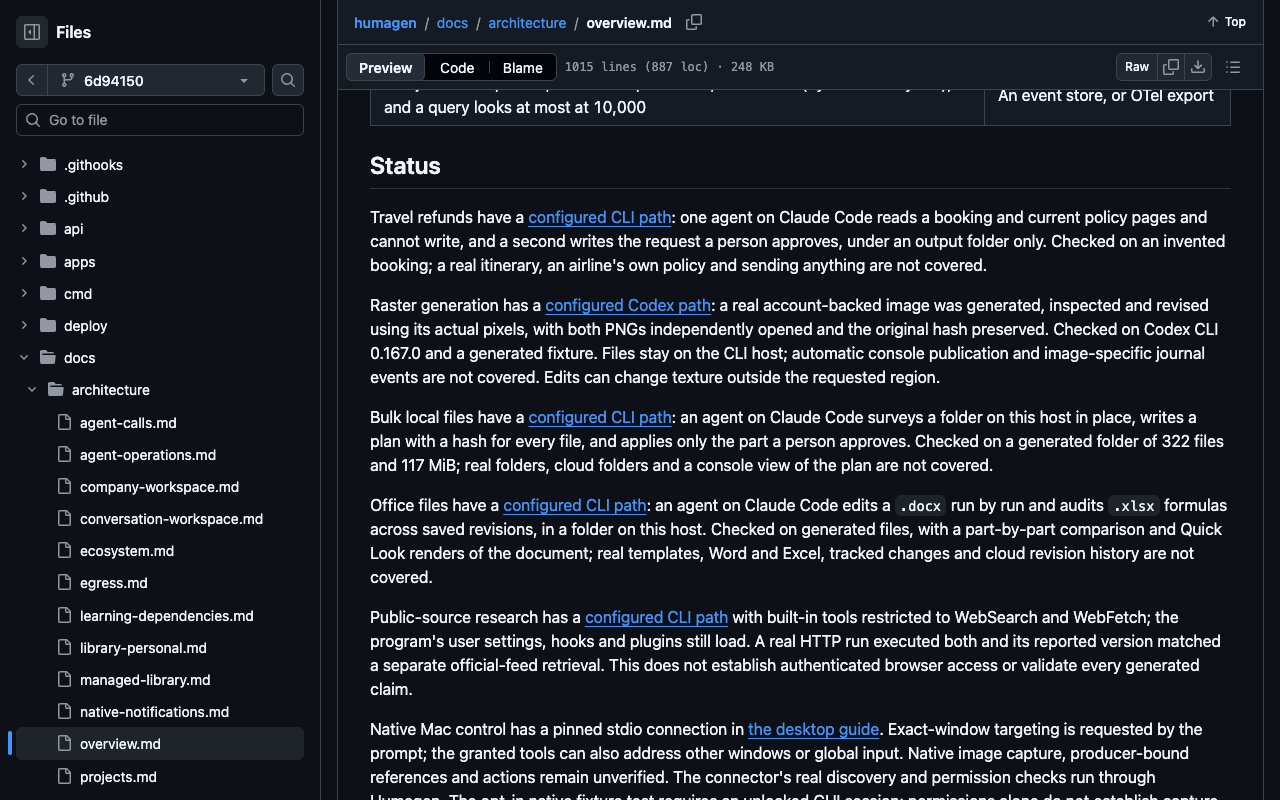 Files
6d94150
Go to file
.githooks
.github
api
apps
cmd
deploy
docs
architecture
agent-calls.md
agent-operations.md
company-workspace.md
conversation-workspace.md
ecosystem.md
egress.md
learning-dependencies.md
library-personal.md
managed-library.md
native-notifications.md
overview.md
projects.md
humagen / docs / architecture / overview.md
Top
Preview Code Blame 1015 lines (887 loc) · 248 KB Raw
and a query looks at most at 10,000
An event store, or OTel export
Status
Travel refunds have a configured CLI path: one agent on Claude Code reads a booking and current policy pages and
cannot write, and a second writes the request a person approves, under an output folder only. Checked on an invented
booking; a real itinerary, an airline's own policy and sending anything are not covered.
Raster generation has a configured Codex path: a real account-backed image was generated, inspected and revised
using its actual pixels, with both PNGs independently opened and the original hash preserved. Checked on Codex CLI
0.167.0 and a generated fixture. Files stay on the CLI host; automatic console publication and image-specific journal
events are not covered. Edits can change texture outside the requested region.
Bulk local files have a configured CLI path: an agent on Claude Code surveys a folder on this host in place, writes a
plan with a hash for every file, and applies only the part a person approves. Checked on a generated folder of 322 files
and 117 MiB; real folders, cloud folders and a console view of the plan are not covered.
Office files have a configured CLI path: an agent on Claude Code edits a .docx run by run and audits .xlsx formulas
across saved revisions, in a folder on this host. Checked on generated files, with a part-by-part comparison and Quick
Look renders of the document; real templates, Word and Excel, tracked changes and cloud revision history are not
covered.
Public-source research has a configured CLI path with built-in tools restricted to WebSearch and WebFetch; the
program's user settings, hooks and plugins still load. A real HTTP run executed both and its reported version matched
a separate official-feed retrieval. This does not establish authenticated browser access or validate every generated
claim.
Native Mac control has a pinned stdio connection in the desktop guide. Exact-window targeting is requested by the
prompt; the granted tools can also address other windows or global input. Native image capture, producer-bound
references and actions remain unverified. The connector's real discovery and permission checks run through